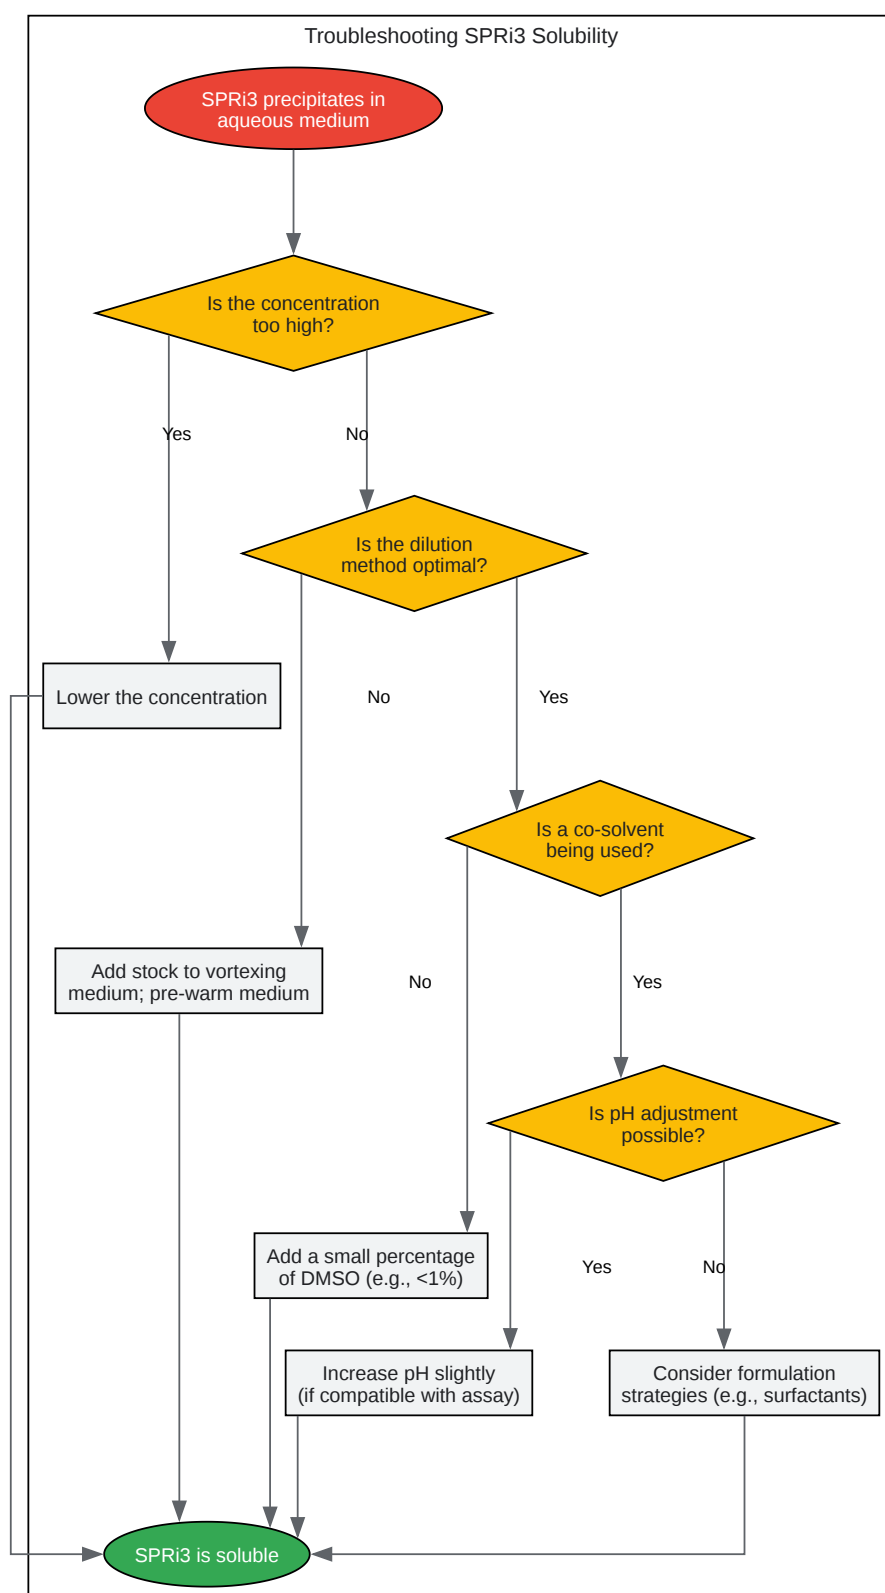 Troubleshooting SPRi3 Solubility
SPRi3 precipitates in
aqueous medium
Is the concentration
too high?
Yes
No
Is the dilution
method optimal?
Lower the concentration
No
Yes
Is a co-solvent
being used?
Add stock to vortexing
medium; pre-warm medium
No
Yes
Is pH adjustment
possible?
Add a small percentage
of DMSO (e.g., <1%)
Yes
No
Increase pH slightly
(if compatible with assay)
Consider formulation
strategies (e.g., surfactants)
SPRi3 is soluble